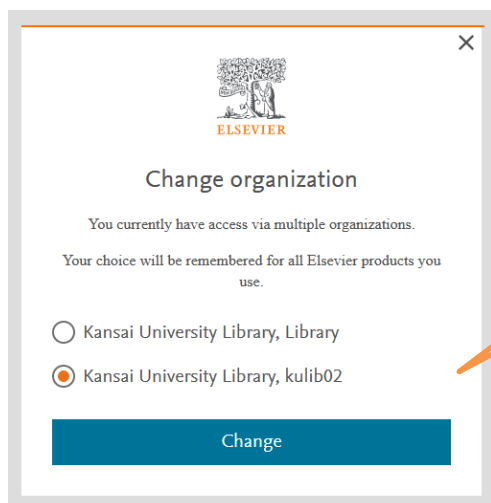 ELSEVIER
Change organization
You currently have access via multiple organizations.
Your choice will be remembered for all Elsevier products you
use.
Kansai University Library, Library
Kansai University Library, kulib02
Change